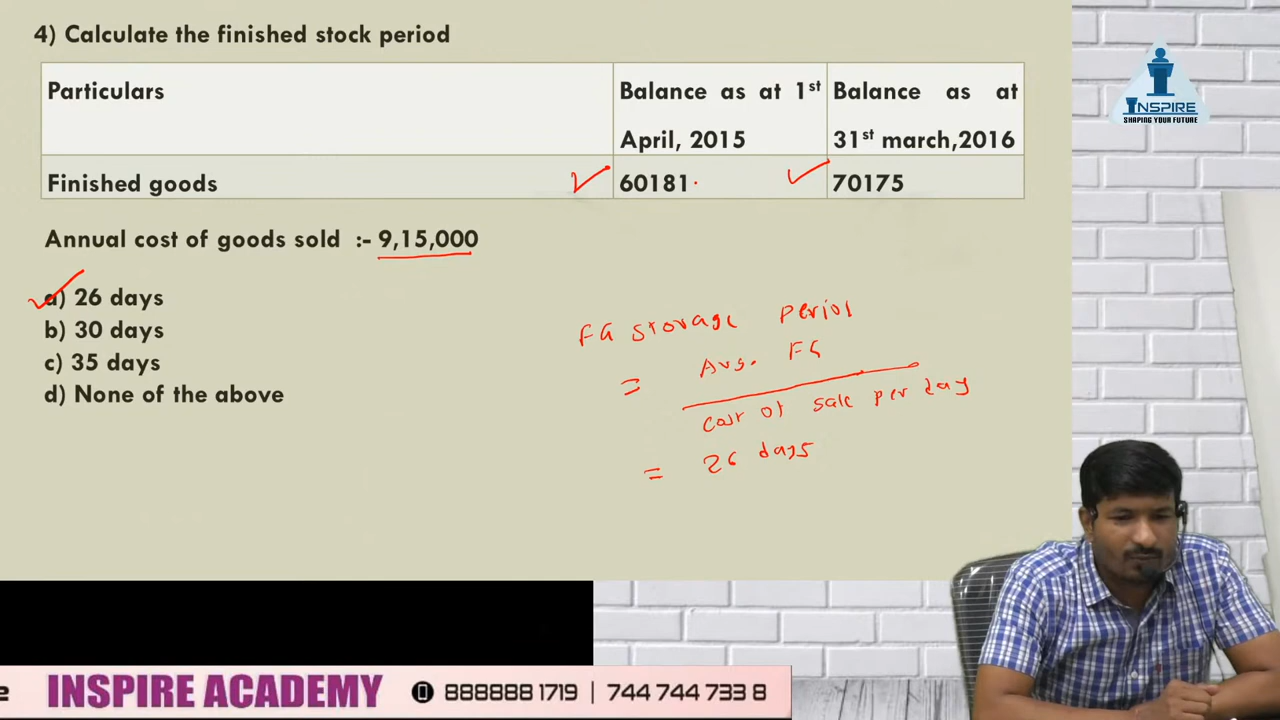 4) Calculate the finished stock period
Particulars
Balance as at 1st April, 2015
Balance as at 31st march,2016
Finished goods
60181
70175
Annual cost of goods sold :- 9,15,000
a) 26 days
b) 30 days
c) 35 days
d) None of the above
FG storage period
= Avg. FG
cost of sale per day
= 26 days
INSPIRE
SHAPING YOUR FUTURE
e
INSPIRE ACADEMY 888888 1719 | 744 744 733 8